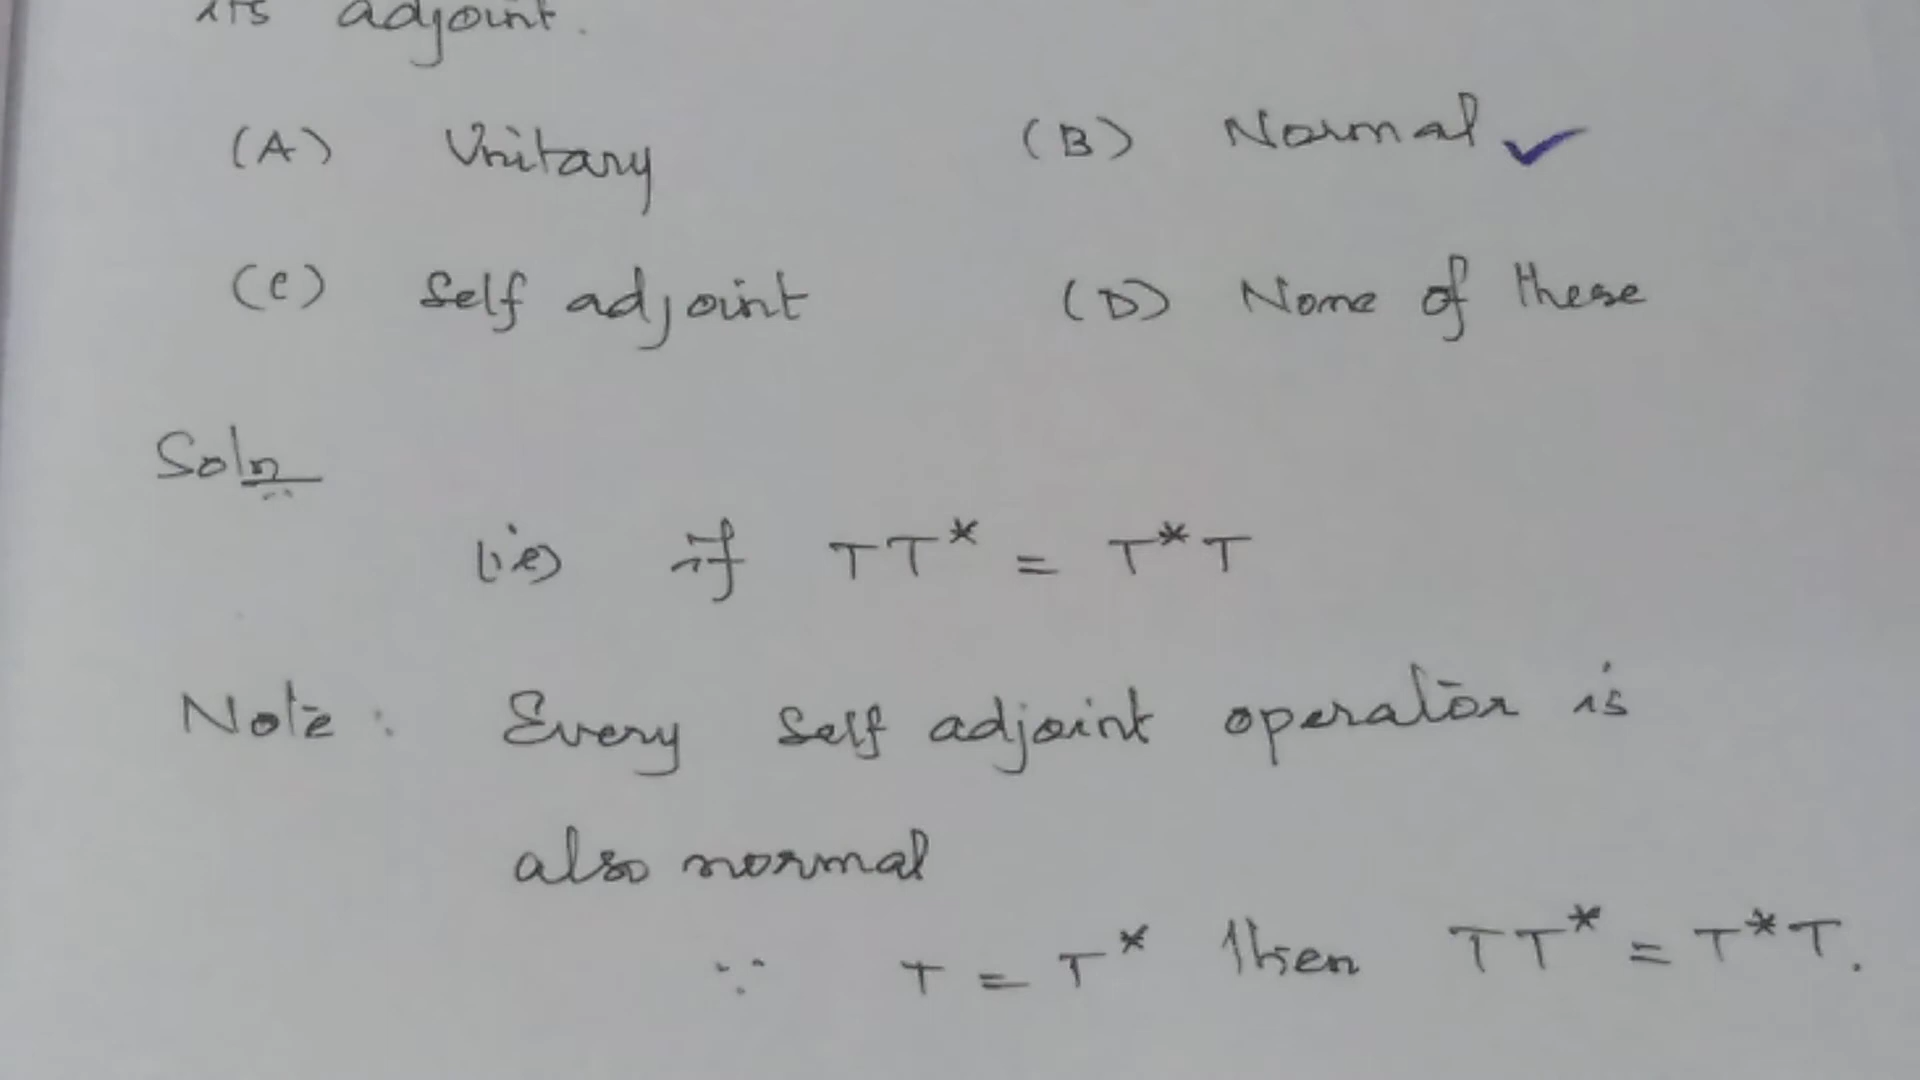 its adjoint.
(A) Unitary (B) Normal ✓
(C) Self adjoint (D) None of these
Soln
(ie) if TT* = T*T
Note: Every Self adjoint operator is
also normal
∵ T = T* then TT* = T*T.